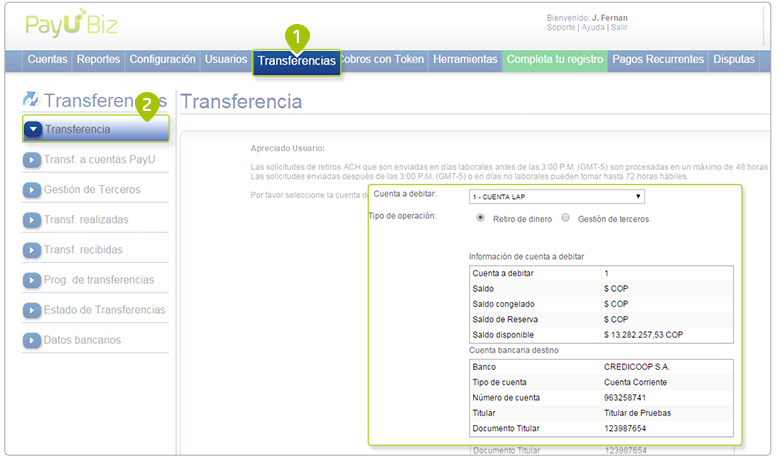 PayU Biz
Bienvenido: J. Fernan
Soporte | Ayuda | Salir
1
Cuentas Reportes Configuración Usuarios Transferencias obros con Token Herramientas Completa tu registro Pagos Recurrentes Disputas
Transferencias
2
Transferencia
Transf. a cuentas PayU
Gestión de Terceros
Transf. realizadas
Transf. recibidas
Prog. de transferencias
Estado de Transferencias
Datos bancarios
Transferencia
Apreciado Usuario:
Las solicitudes de retiros ACH que son enviadas en días laborales antes de las 3:00 P.M. (GMT-5) son procesadas en un máximo de 48 horas
Las solicitudes enviadas después de las 3:00 P.M, (GMT-5) o en días no laborales pueden tomar hasta 72 horas hábiles.
Por favor seleccione la cuenta d
Cuenta a debitar: 1 - CUENTA LAP
Tipo de operación: Retiro de dinero Gestión de terceros
Información de cuenta a debitar
Cuenta a debitar 1
Saldo $ COP
Saldo congelado $ COP
Saldo de Reserva $ COP
Saldo disponible $ 13.282.257,53 COP
Cuenta bancaria destino
Banco CREDICOOP S.A.
Tipo de cuenta Cuenta Corriente
Número de cuenta 963258741
Titular Titular de Pruebas
Documento Titular 123987654
Documento Titular 123987654